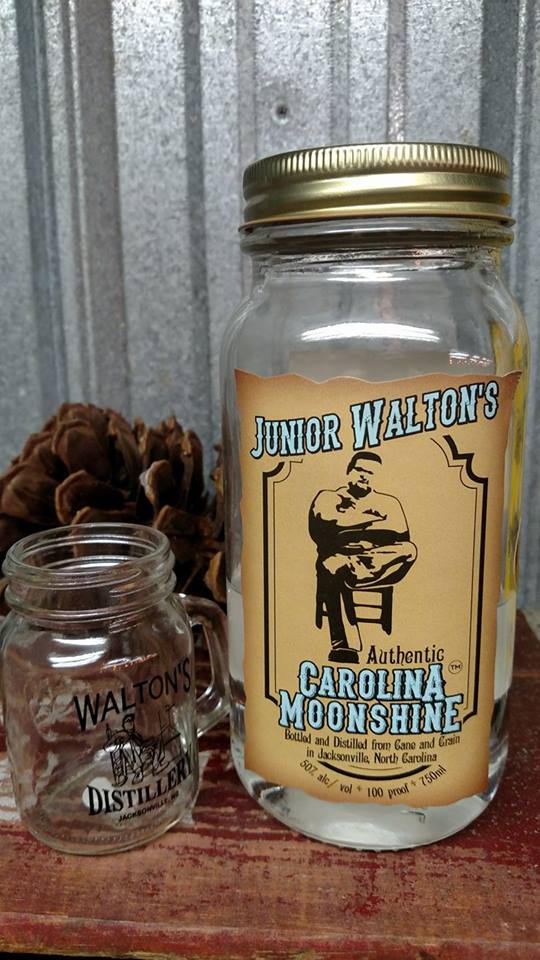 JUNIOR WALTON'S
Authentic
CAROLINA
TM
MOONSHINE
Bottled and Distilled from Cane and Grain
in Jacksonville, North Carolina
50% alc/ vol + 100 proof + 750ml
WALTON'S
DISTILLERY
JACKSONVILLE, NC